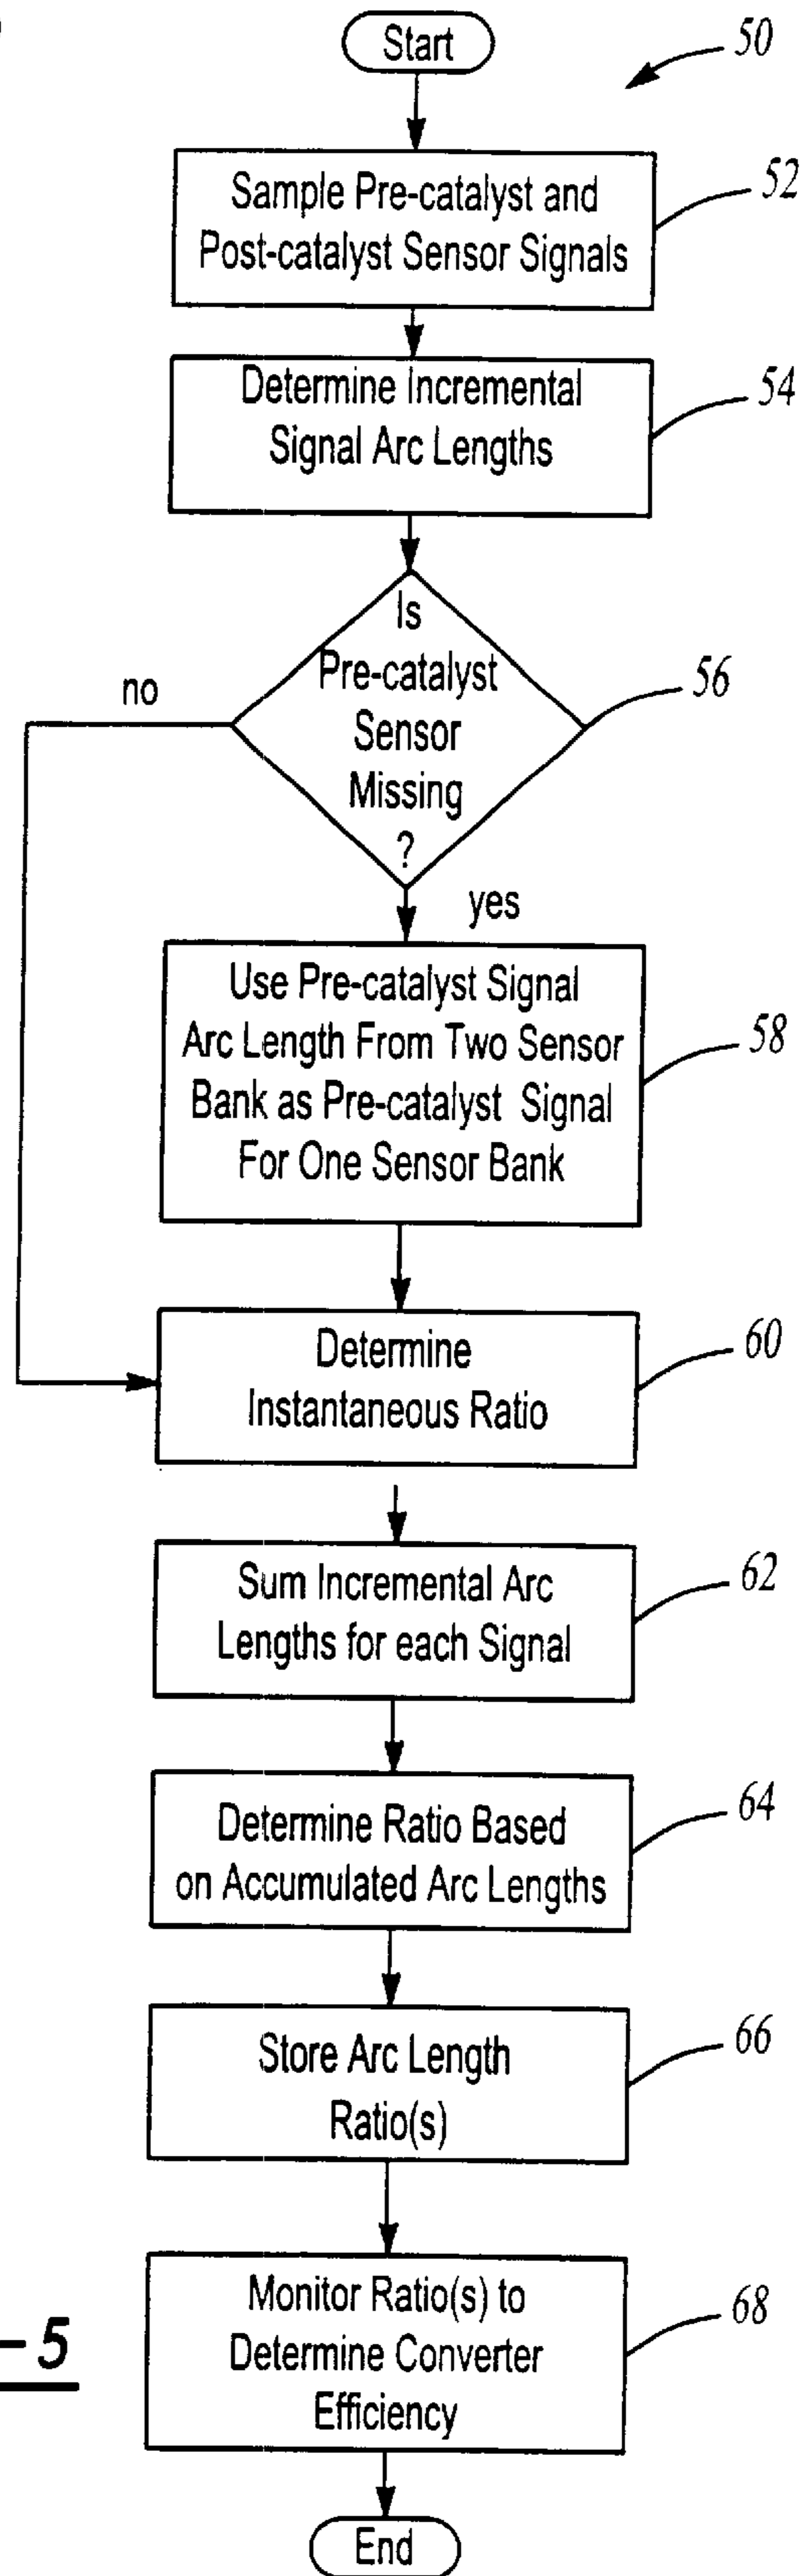 Start
50
Sample Pre-catalyst and
Post-catalyst Sensor Signals
52
Determine Incremental
Signal Arc Lengths
54
Is
Pre-catalyst
Sensor
Missing
?
56
no
yes
Use Pre-catalyst Signal
Arc Length From Two Sensor
Bank as Pre-catalyst Signal
For One Sensor Bank
58
Determine
Instantaneous Ratio
60
Sum Incremental Arc
Lengths for each Signal
62
Determine Ratio Based
on Accumulated Arc Lengths
64
Store Arc Length
Ratio(s)
66
Monitor Ratio(s) to
Determine Converter
Efficiency
68
-5
End